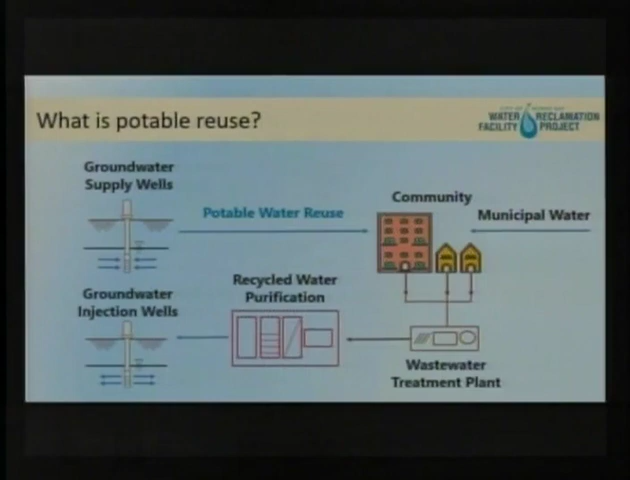 What is potable reuse?
WATER RECLAMATION
FACILITY PROJECT
Groundwater
Supply Wells
Potable Water Reuse
Community
Municipal Water
Groundwater
Injection Wells
Recycled Water
Purification
Wastewater
Treatment Plant